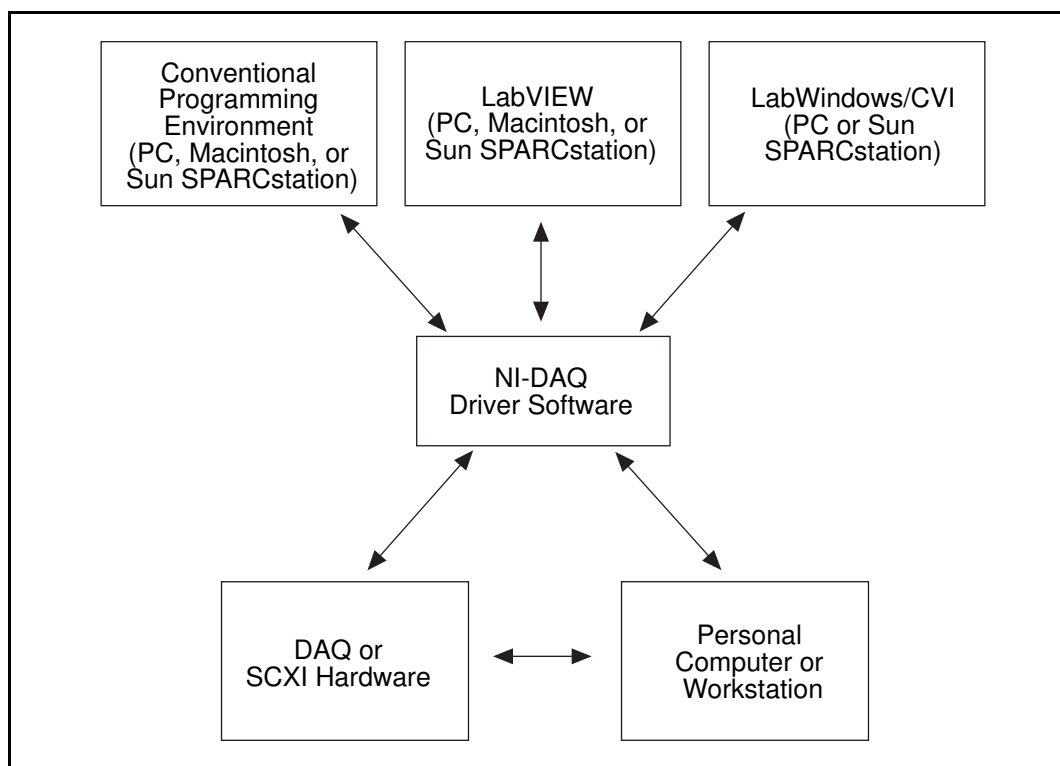 Conventional
Programming
Environment
(PC, Macintosh, or
Sun SPARCstation)
LabVIEW
(PC, Macintosh, or
Sun SPARCstation)
LabWindows/CVI
(PC or Sun
SPARCstation)
NI-DAQ
Driver Software
DAQ or
SCXI Hardware
Personal
Computer or
Workstation